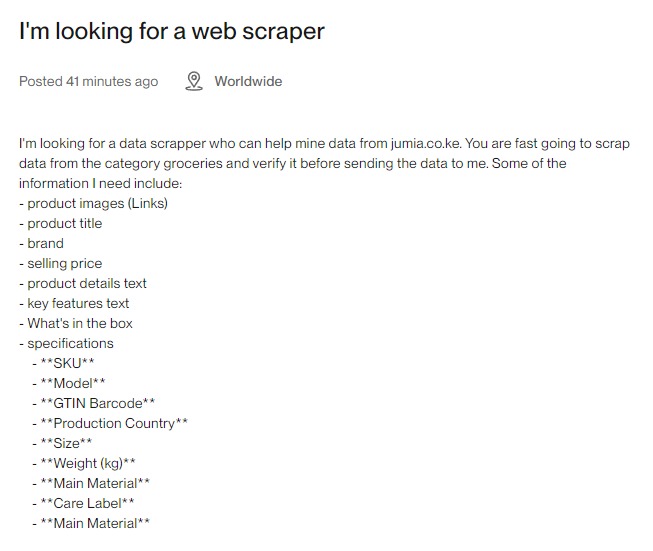 I'm looking for a web scraper
Posted 41 minutes ago Worldwide
I'm looking for a data scrapper who can help mine data from jumia.co.ke. You are fast going to scrap
data from the category groceries and verify it before sending the data to me. Some of the
information I need include:
- product images (Links)
- product title
- brand
- selling price
- product details text
- key features text
- What's in the box
- specifications
- **SKU**
- **Model**
- **GTIN Barcode**
- **Production Country**
- **Size**
- **Weight (kg)**
- **Main Material**
- **Care Label**
- **Main Material**